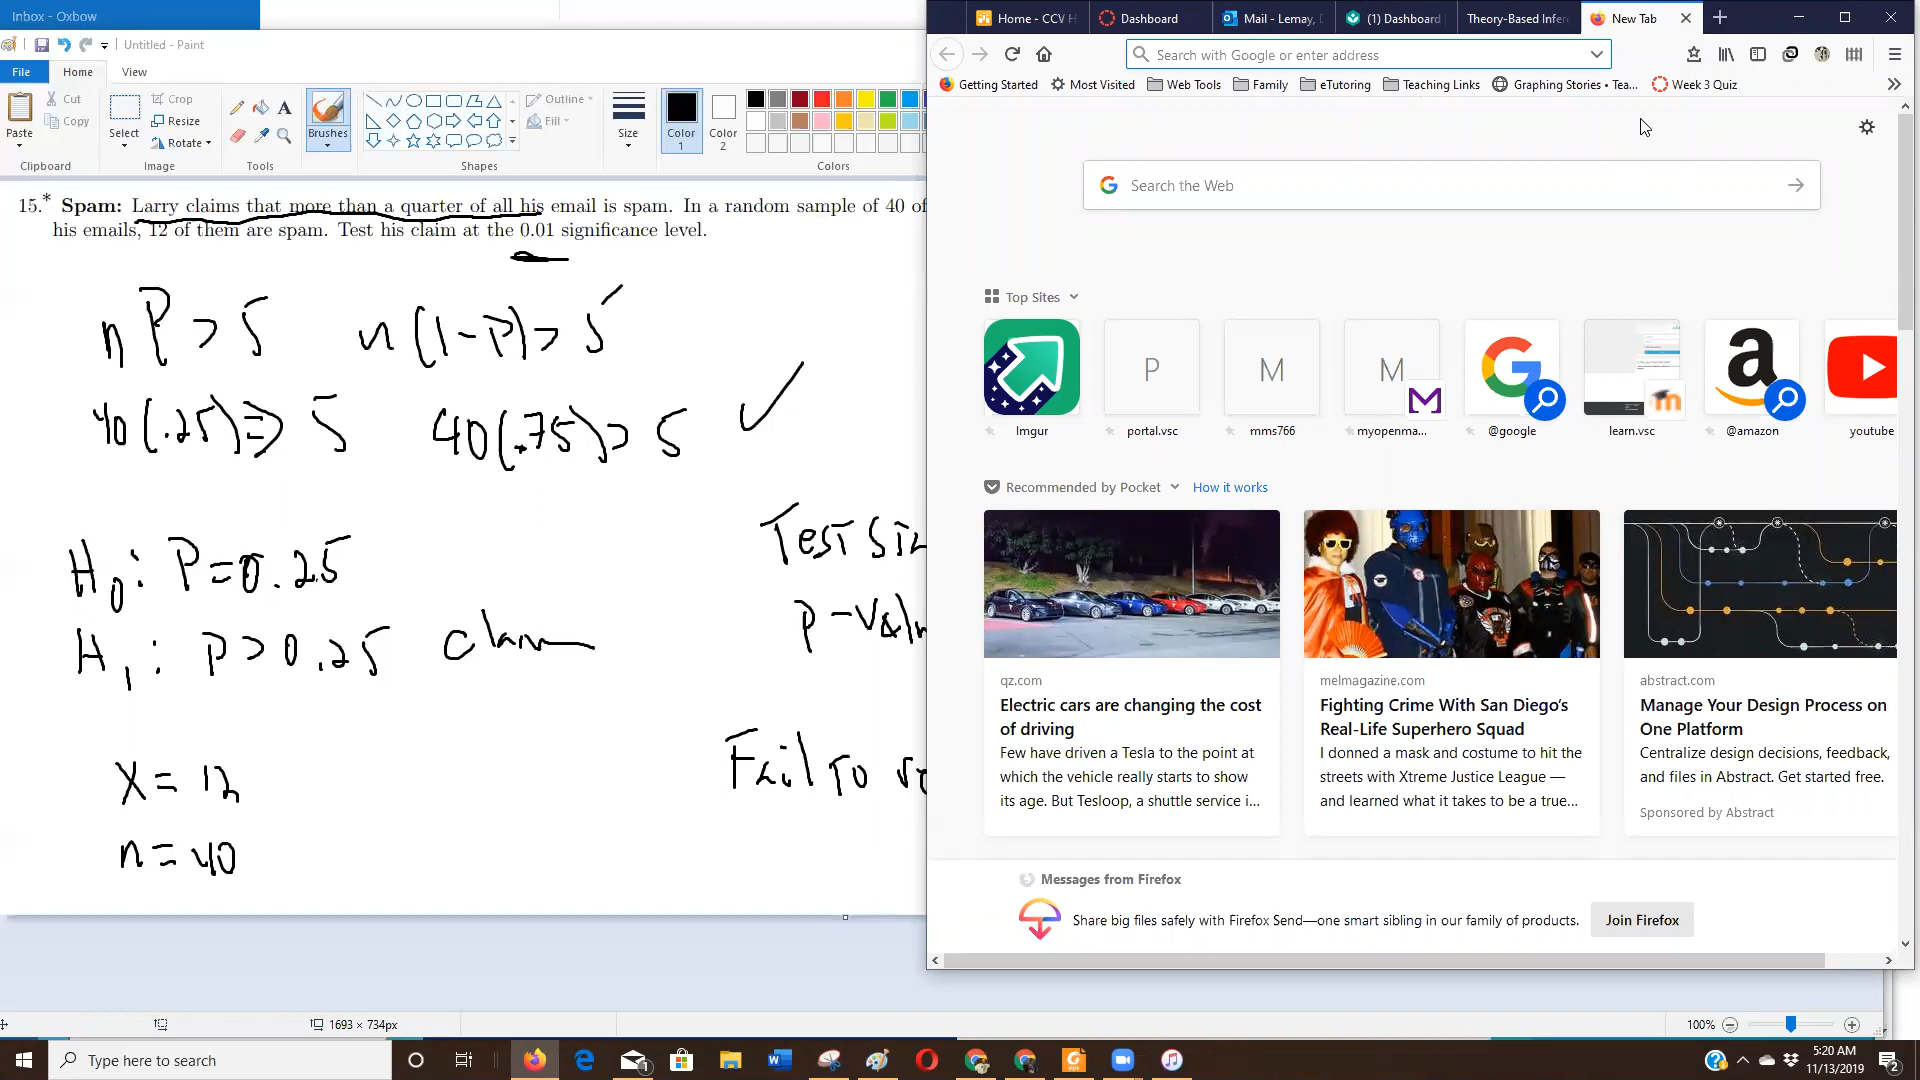 Inbox - Oxbow
Untitled - Paint
File Home View
Paste
Cut
Copy
Clipboard
Select
Crop
Resize
Rotate
Image
Tools
Brushes
Shapes
Outline
Fill
Size
Color 1
Color 2
Colors
15.* Spam: Larry claims that more than a quarter of all his email is spam. In a random sample of 40 of
his emails, 12 of them are spam. Test his claim at the 0.01 significance level.
nP > 5 n(1-P) > 5
40(.25) => 5 40(.75) > 5 ✓
H0: P=0.25
H1: P>0.25 claim
X = 12
n = 40
Test St
p-valu
Fail To re
Home - CCV H
Dashboard
Mail - Lemay,
(1) Dashboard
Theory-Based Infer
New Tab
Search with Google or enter address
Getting Started
Most Visited
Web Tools
Family
eTutoring
Teaching Links
Graphing Stories • Tea...
Week 3 Quiz
Search the Web
Top Sites
P
M
M
Imgur
portal.vsc
mms766
myopenma...
@google
learn.vsc
@amazon
youtube
Recommended by Pocket
How it works
qz.com
Electric cars are changing the cost
of driving
Few have driven a Tesla to the point at
which the vehicle really starts to show
its age. But Tesloop, a shuttle service i...
melmagazine.com
Fighting Crime With San Diego's
Real-Life Superhero Squad
I donned a mask and costume to hit the
streets with Xtreme Justice League —
and learned what it takes to be a true...
abstract.com
Manage Your Design Process on
One Platform
Centralize design decisions, feedback,
and files in Abstract. Get started free.
Sponsored by Abstract
Messages from Firefox
Share big files safely with Firefox Send—one smart sibling in our family of products.
Join Firefox
1693 × 734px
100%
Type here to search
5:20 AM
11/13/2019
2